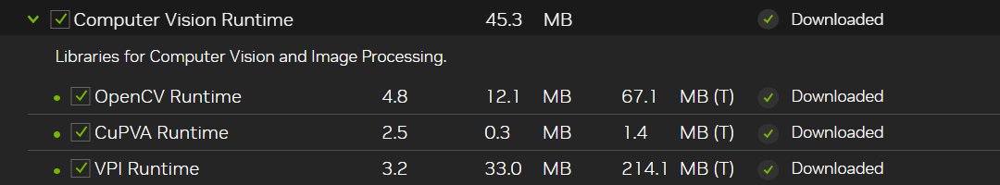 Computer Vision Runtime 45.3 MB Downloaded
Libraries for Computer Vision and Image Processing.
OpenCV Runtime 4.8 12.1 MB 67.1 MB (T) Downloaded
CuPVA Runtime 2.5 0.3 MB 1.4 MB (T) Downloaded
VPI Runtime 3.2 33.0 MB 214.1 MB (T) Downloaded